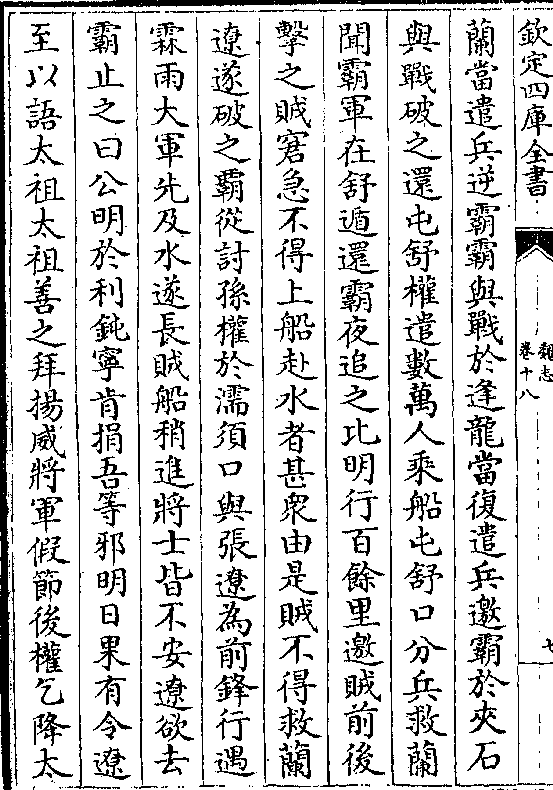 欽定四庫全書
魏志
卷十八
七
蘭當遣兵逆霸霸與戰於逢龍當復遣兵邀霸於夾石
與戰破之還屯舒權遣數萬人乘船屯舒口分兵救蘭
聞霸軍在舒遁還霸夜追之比明行百餘里邀賊前後
擊之賊窘急不得上船赴水者甚衆由是賊不得救蘭
遼遂破之霸從討孫權於濡須口與張遼為前鋒行遇
霖雨大軍先及水遂長賊船稍進將士皆不安遼欲去
霸止之曰公明於利鈍寧肯捐吾等邪明日果有令遼
至以語太祖太祖善之拜揚威將軍假節後權乞降太